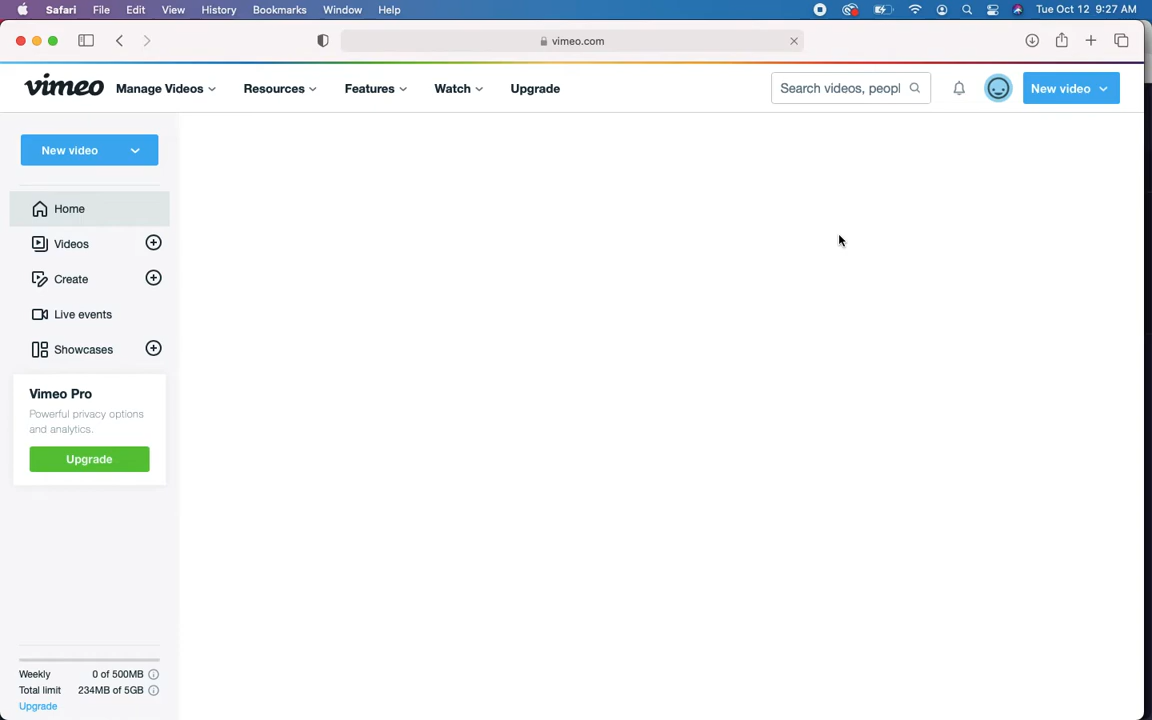 Safari File Edit View History Bookmarks Window Help Tue Oct 12 9:27 AM
vimeo.com
vimeo Manage Videos Resources Features Watch Upgrade Search videos, peopl New video
New video
Home
Videos
Create
Live events
Showcases
Vimeo Pro
Powerful privacy options
and analytics.
Upgrade
Weekly 0 of 500MB
Total limit 234MB of 5GB
Upgrade